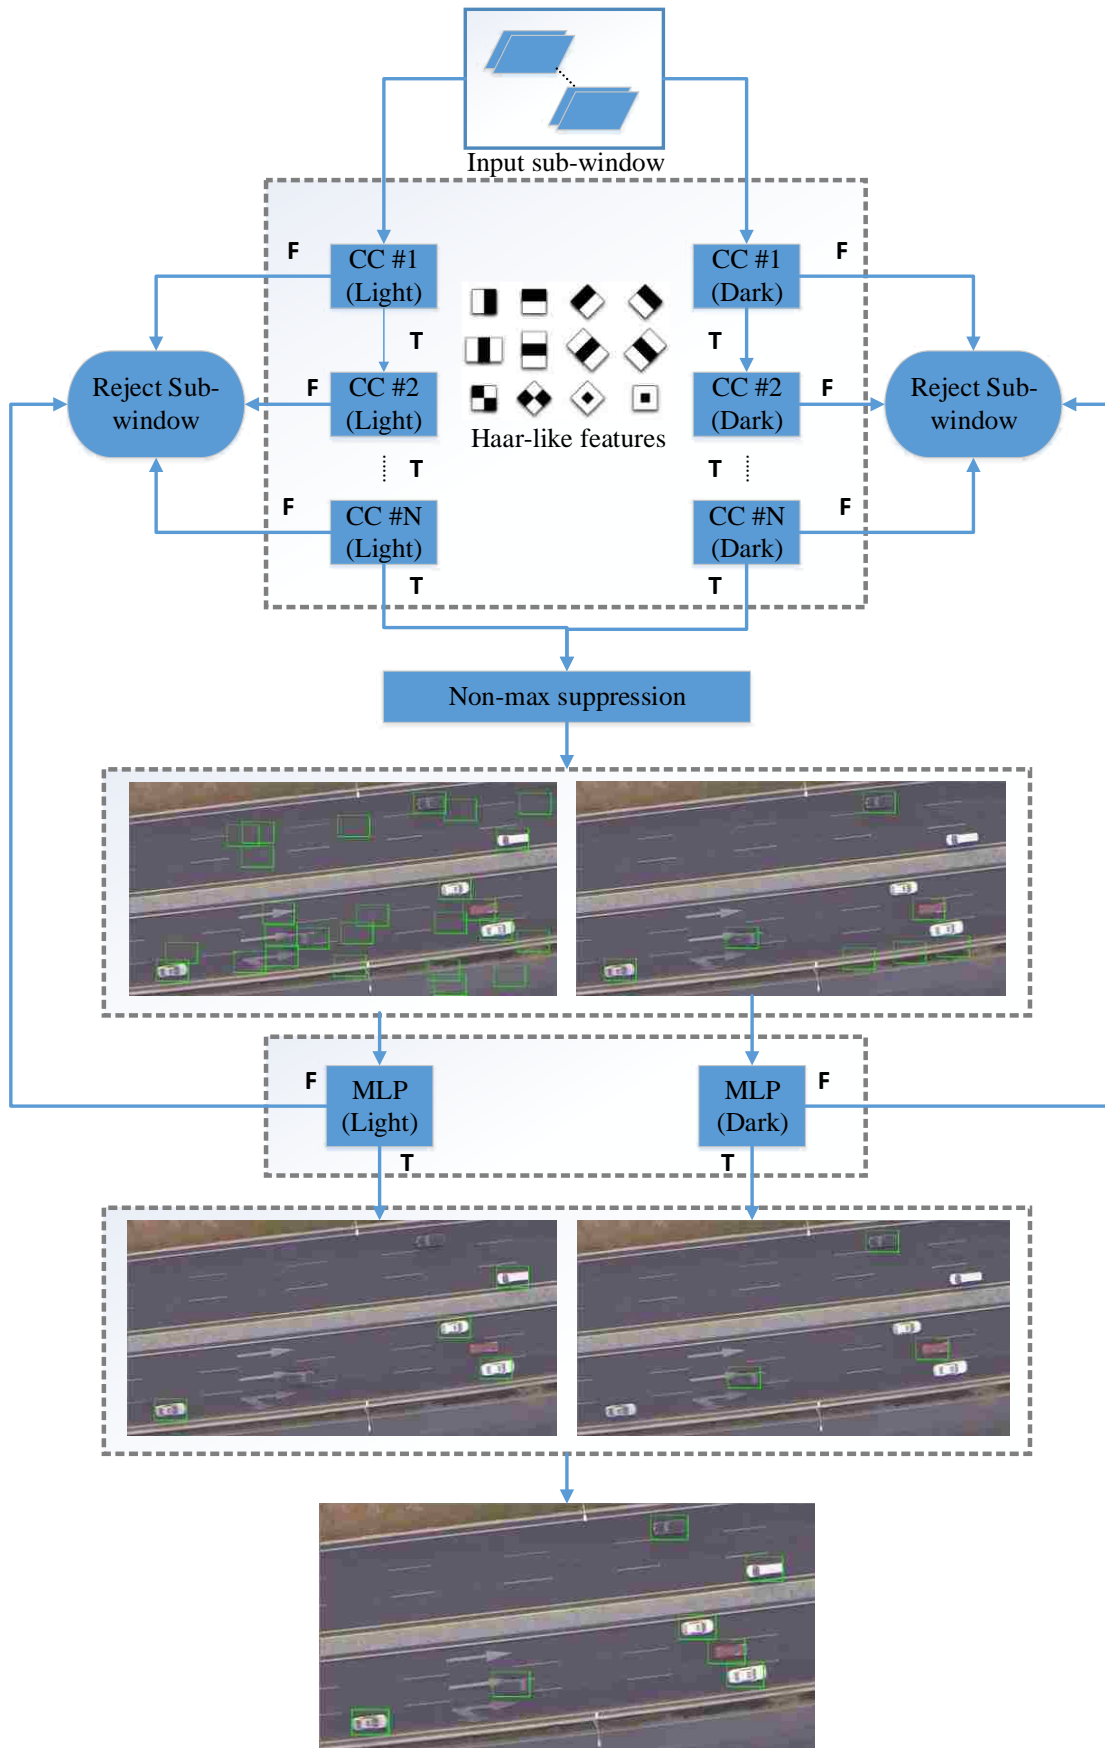 Input sub-window
F
CC #1
(Light)
CC #1
(Dark)
F
T
T
Reject Sub-
window
F
CC #2
(Light)
CC #2
(Dark)
F
Reject Sub-
window
Haar-like features
T
T
F
CC #N
(Light)
CC #N
(Dark)
F
T
T
Non-max suppression
F
MLP
(Light)
MLP
(Dark)
F
T
T